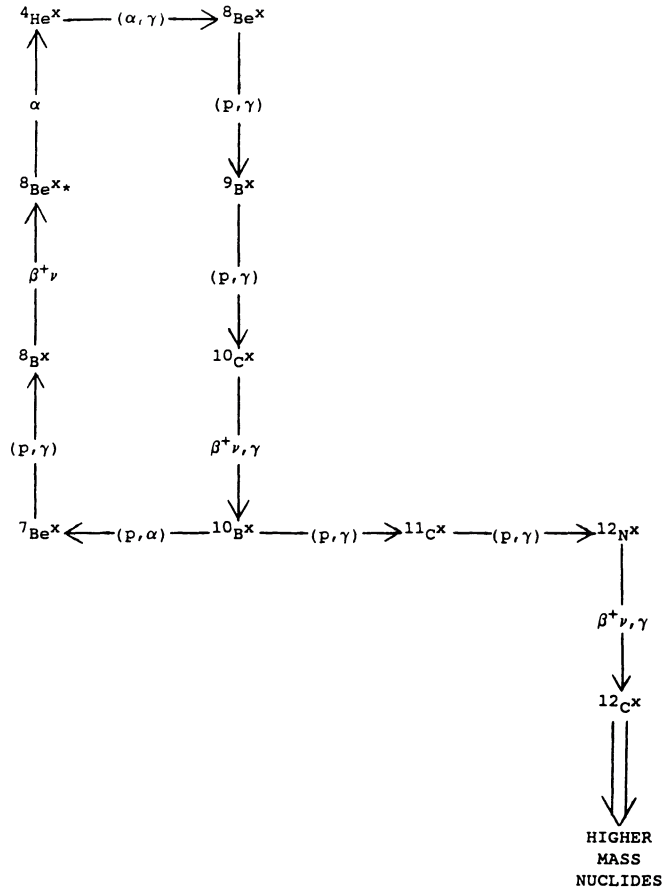 ⁴Heˣ (α,γ) ⁸Beˣ
α (p,γ)
⁸Beˣ* ⁹Bˣ
β⁺ν (p,γ)
⁸Bˣ ¹⁰Cˣ
(p,γ) β⁺ν,γ
⁷Beˣ (p,α) ¹⁰Bˣ (p,γ) ¹¹Cˣ (p,γ) ¹²Nˣ
β⁺ν,γ
¹²Cˣ
HIGHER
MASS
NUCLIDES